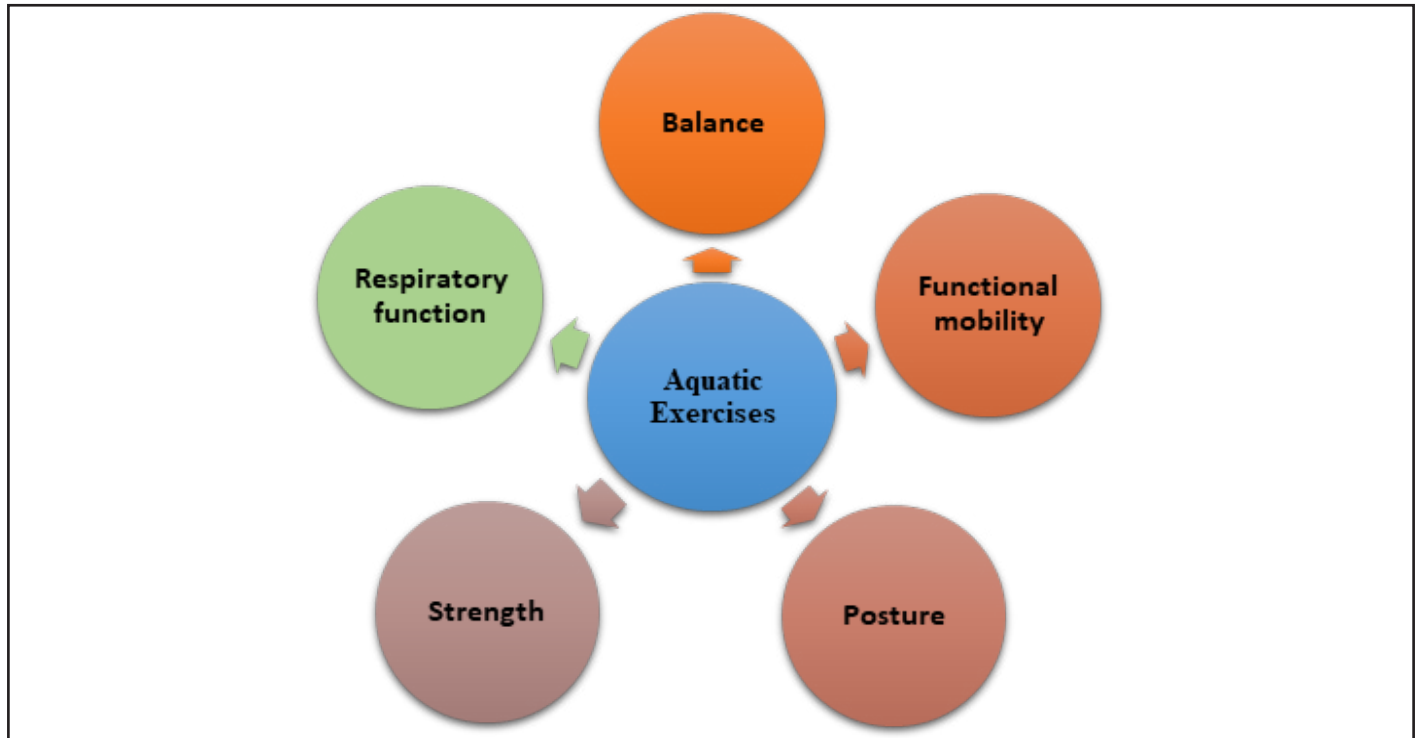 Balance
Respiratory
function
Functional
mobility
Aquatic
Exercises
Strength
Posture